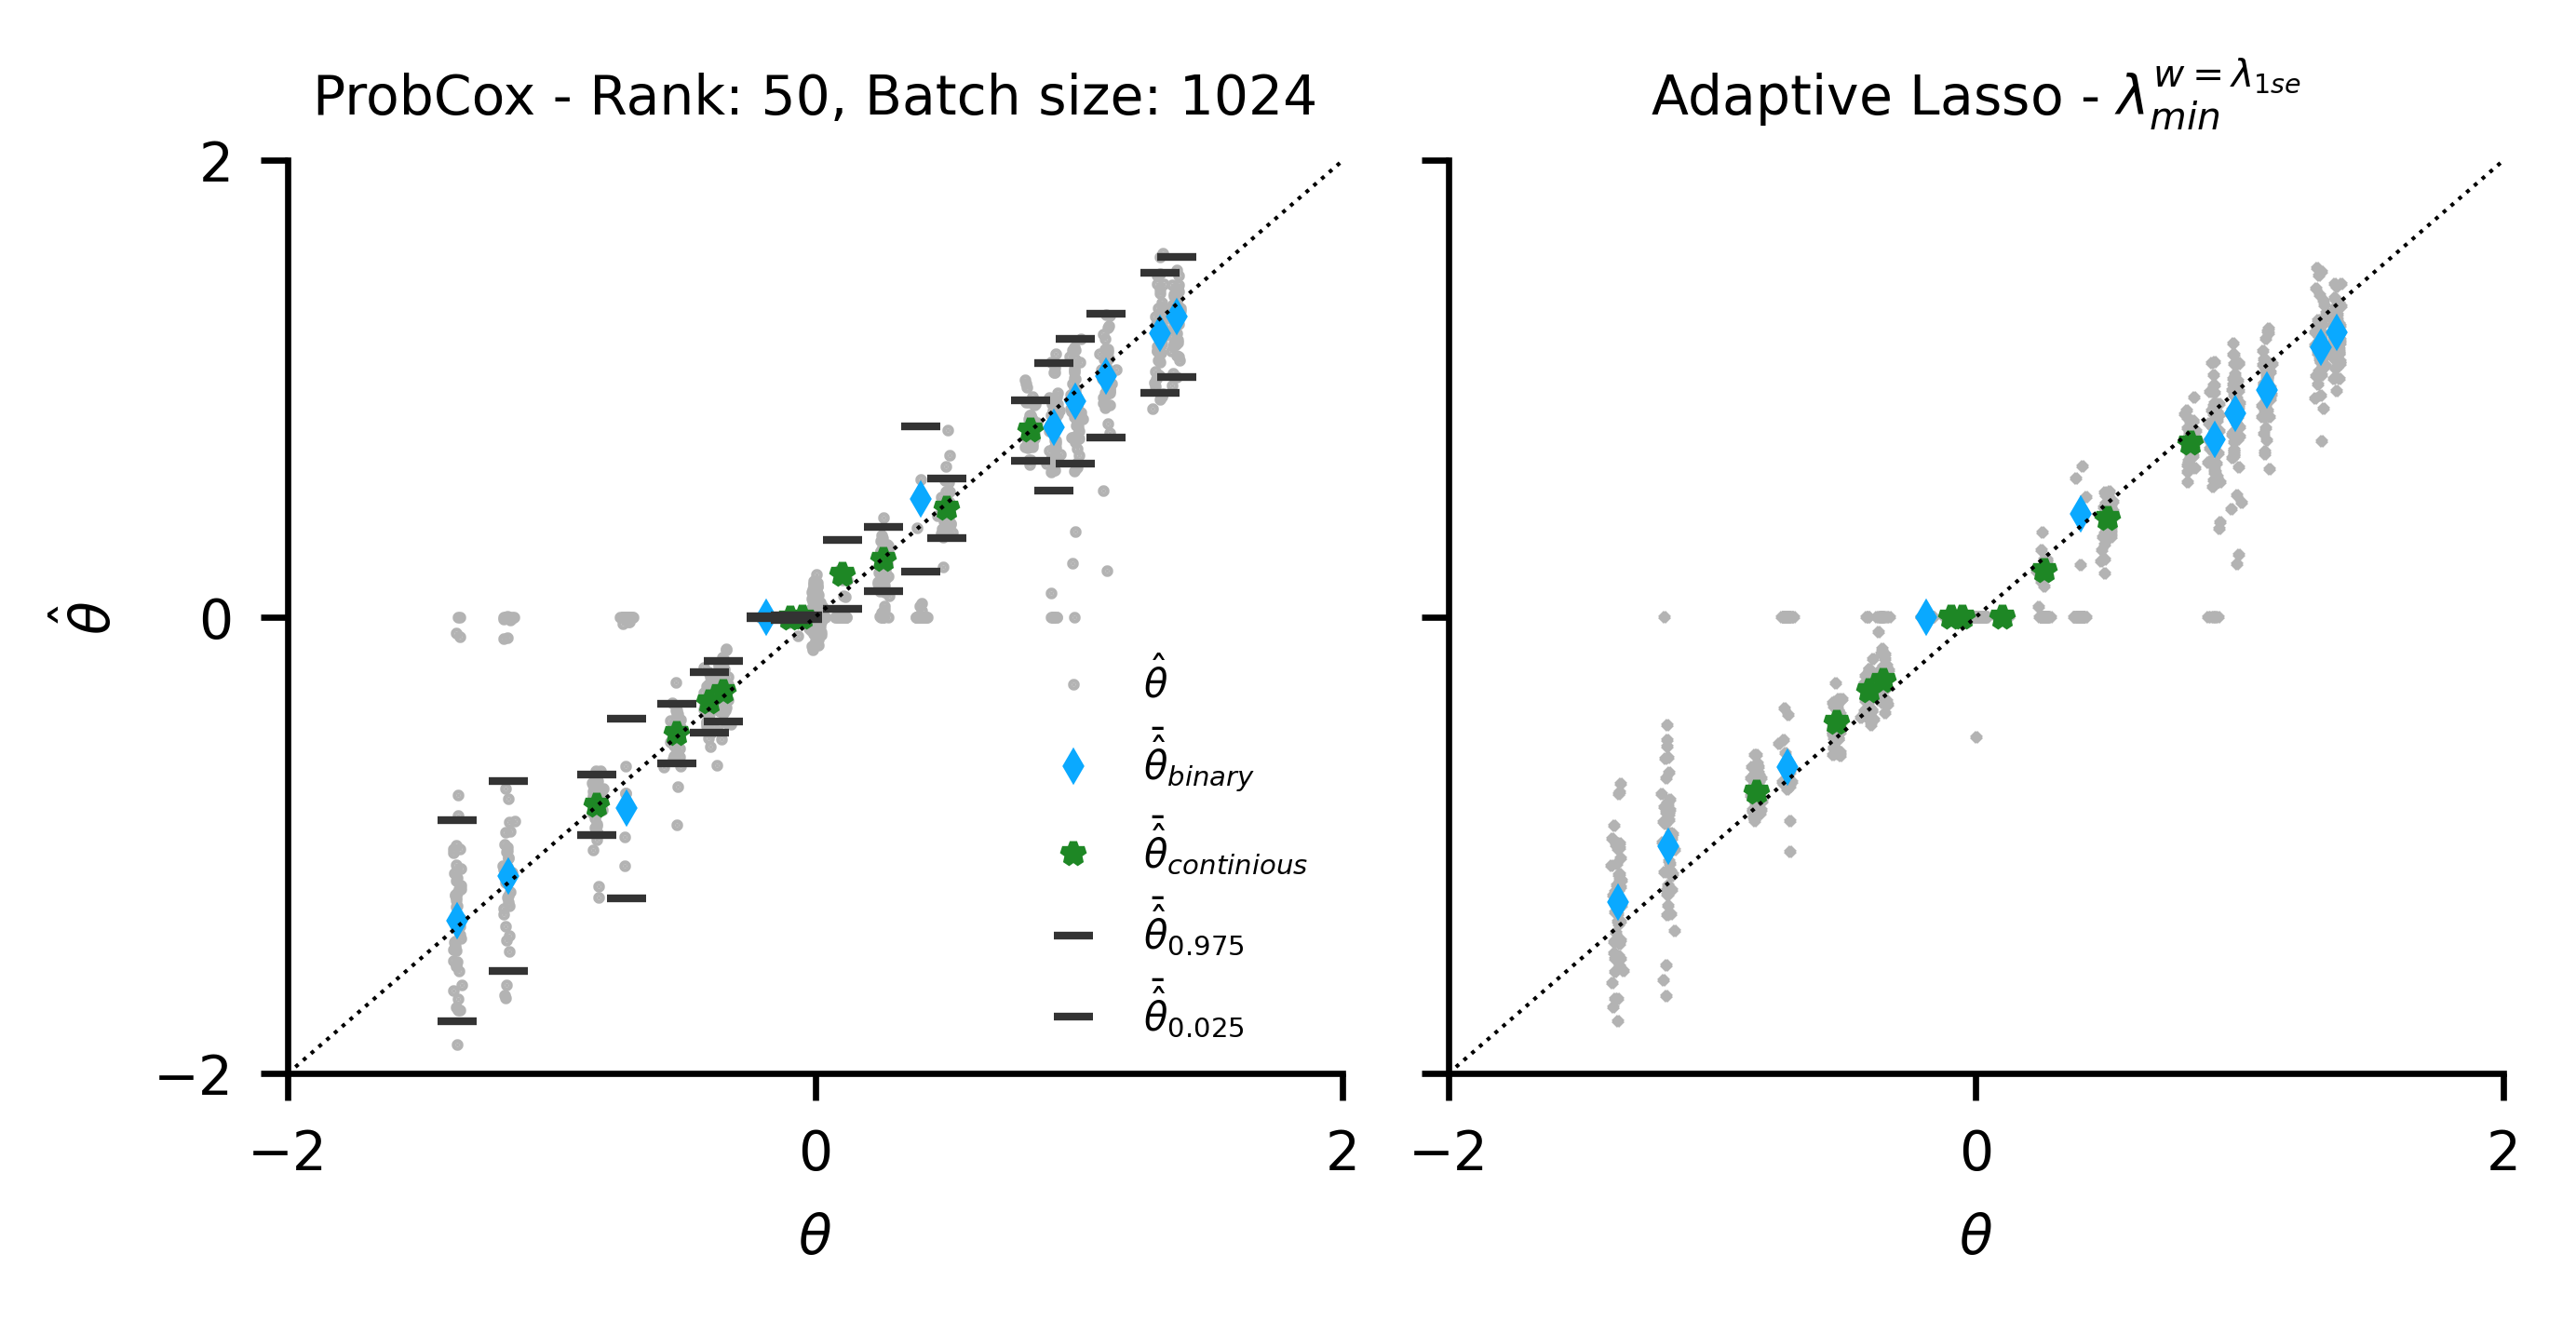 ProbCox - Rank: 50, Batch size: 1024
Adaptive Lasso - λ_min^{w = λ_1se}
2
0
−2
θ̂
θ̂
θ̂̄_binary
θ̂̄_continious
θ̂̄_0.975
θ̂̄_0.025
−2 0 2
−2 0 2
θ
θ